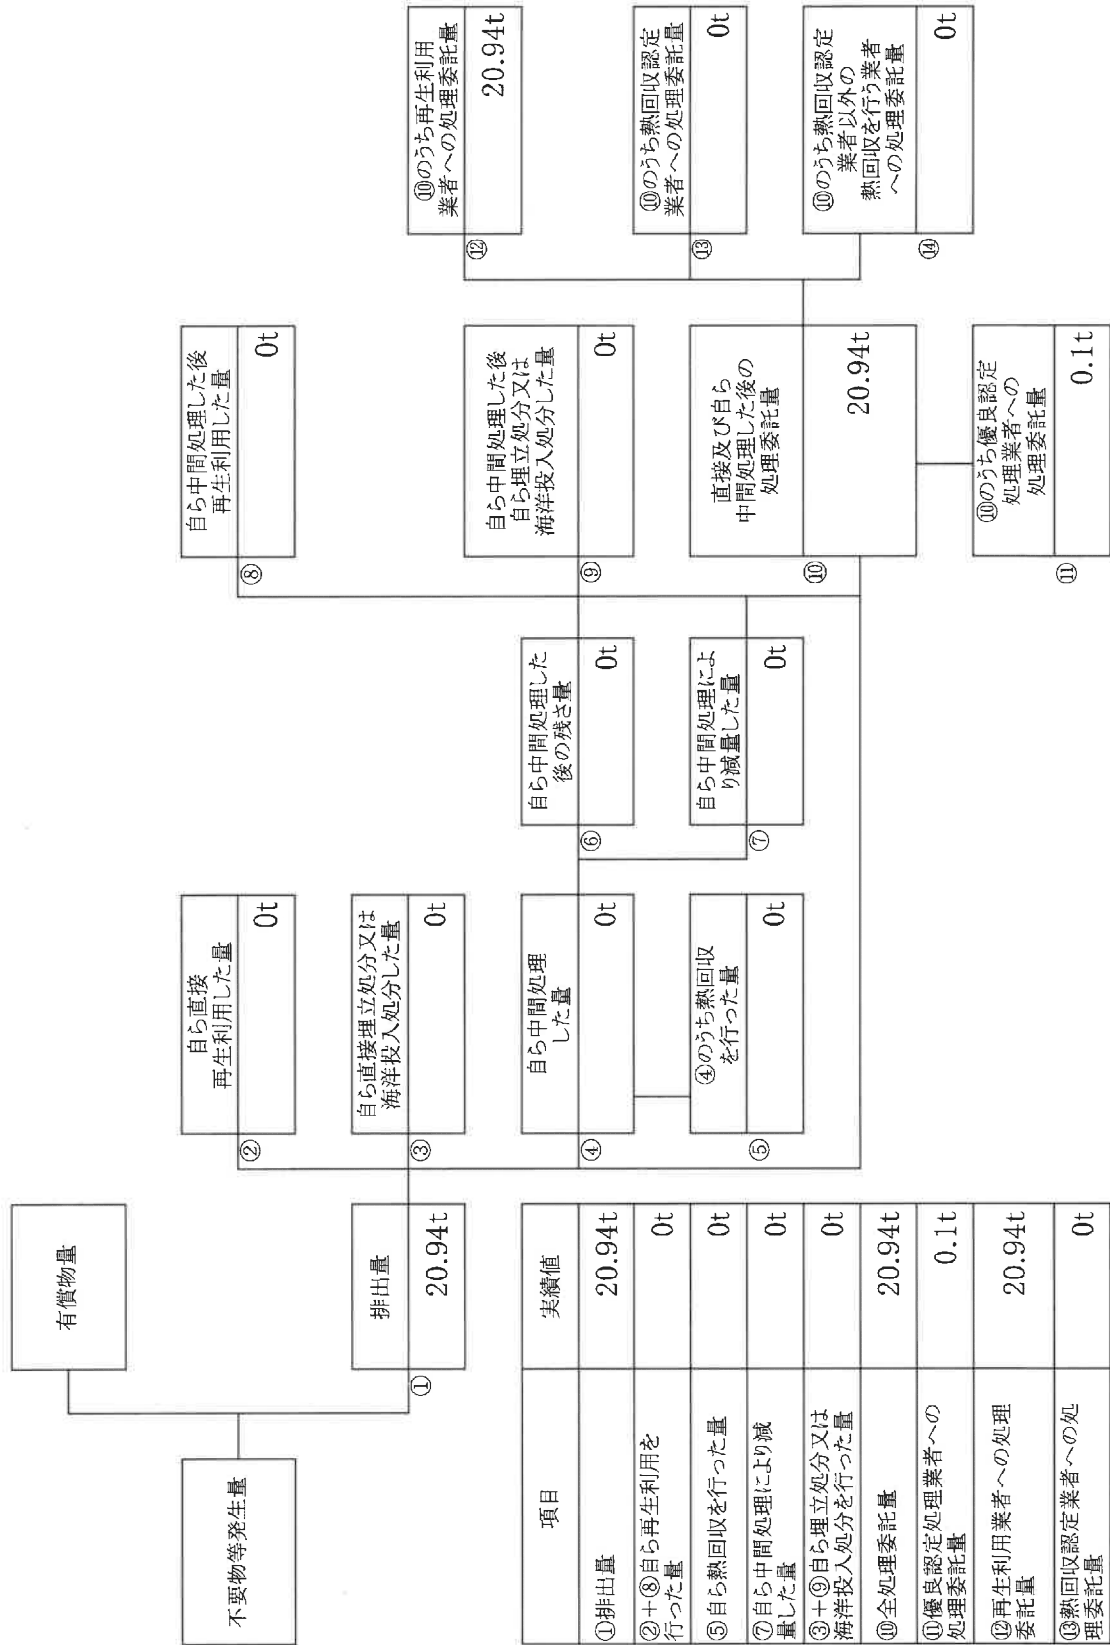 不要物等発生量
有償物量
①
排出量
20.94t
②
自ら直接
再生利用した量
0t
③
自ら直接埋立処分又は
海洋投入処分した量
0t
④
自ら中間処理
した量
0t
⑤
④のうち熱回収
を行った量
0t
⑥
自ら中間処理した
後の残さ量
0t
⑦
自ら中間処理によ
り減量した量
0t
⑧
自ら中間処理した後
再生利用した量
0t
⑨
自ら中間処理した後
自ら埋立処分又は
海洋投入処分した量
0t
⑩
直接及び自ら
中間処理した後の
処理委託量
20.94t
⑪
⑩のうち優良認定
処理業者への
処理委託量
0.1t
⑫
⑩のうち再生利用
業者への処理委託量
20.94t
⑬
⑩のうち熱回収認定
業者への処理委託量
0t
⑭
⑩のうち熱回収認定
業者以外の
熱回収を行う業者
への処理委託量
0t
項目 実績値
①排出量 20.94t
②+⑧自ら再生利用を
行った量 0t
⑤自ら熱回収を行った量 0t
⑦自ら中間処理により減
量した量 0t
③+⑨自ら埋立処分又は
海洋投入処分を行った量 0t
⑩全処理委託量 20.94t
⑪優良認定処理業者への
処理委託量 0.1t
⑫再生利用業者への処理
委託量 20.94t
⑬熱回収認定業者への処
理委託量 0t